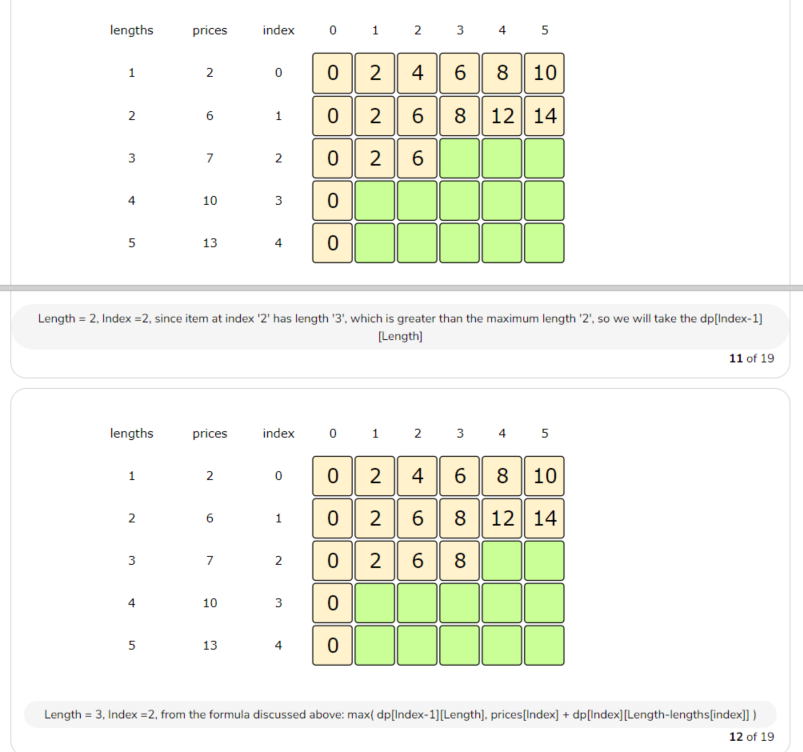 lengths prices index 0 1 2 3 4 5
1 2 0 0 2 4 6 8 10
2 6 1 0 2 6 8 12 14
3 7 2 0 2 6
4 10 3 0
5 13 4 0
Length = 2, Index =2, since item at index '2' has length '3', which is greater than the maximum length '2', so we will take the dp[Index-1]
[Length]
11 of 19
lengths prices index 0 1 2 3 4 5
1 2 0 0 2 4 6 8 10
2 6 1 0 2 6 8 12 14
3 7 2 0 2 6 8
4 10 3 0
5 13 4 0
Length = 3, Index =2, from the formula discussed above: max( dp[Index-1][Length], prices[Index] + dp[Index][Length-lengths[index]] )
12 of 19